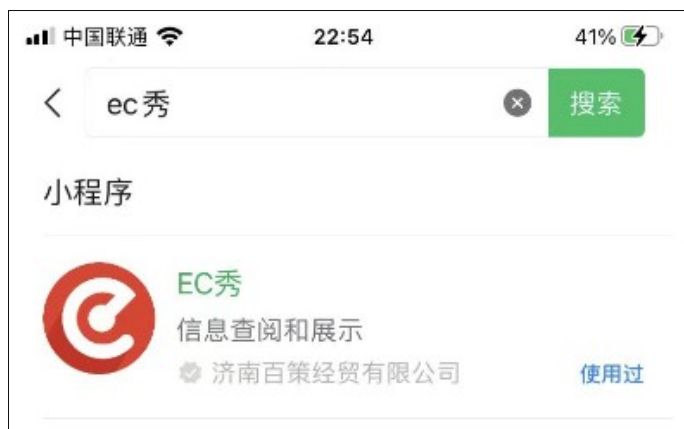 中国联通 22:54 41%
ec秀 搜索
小程序
EC秀
信息查阅和展示
济南百策经贸有限公司 使用过